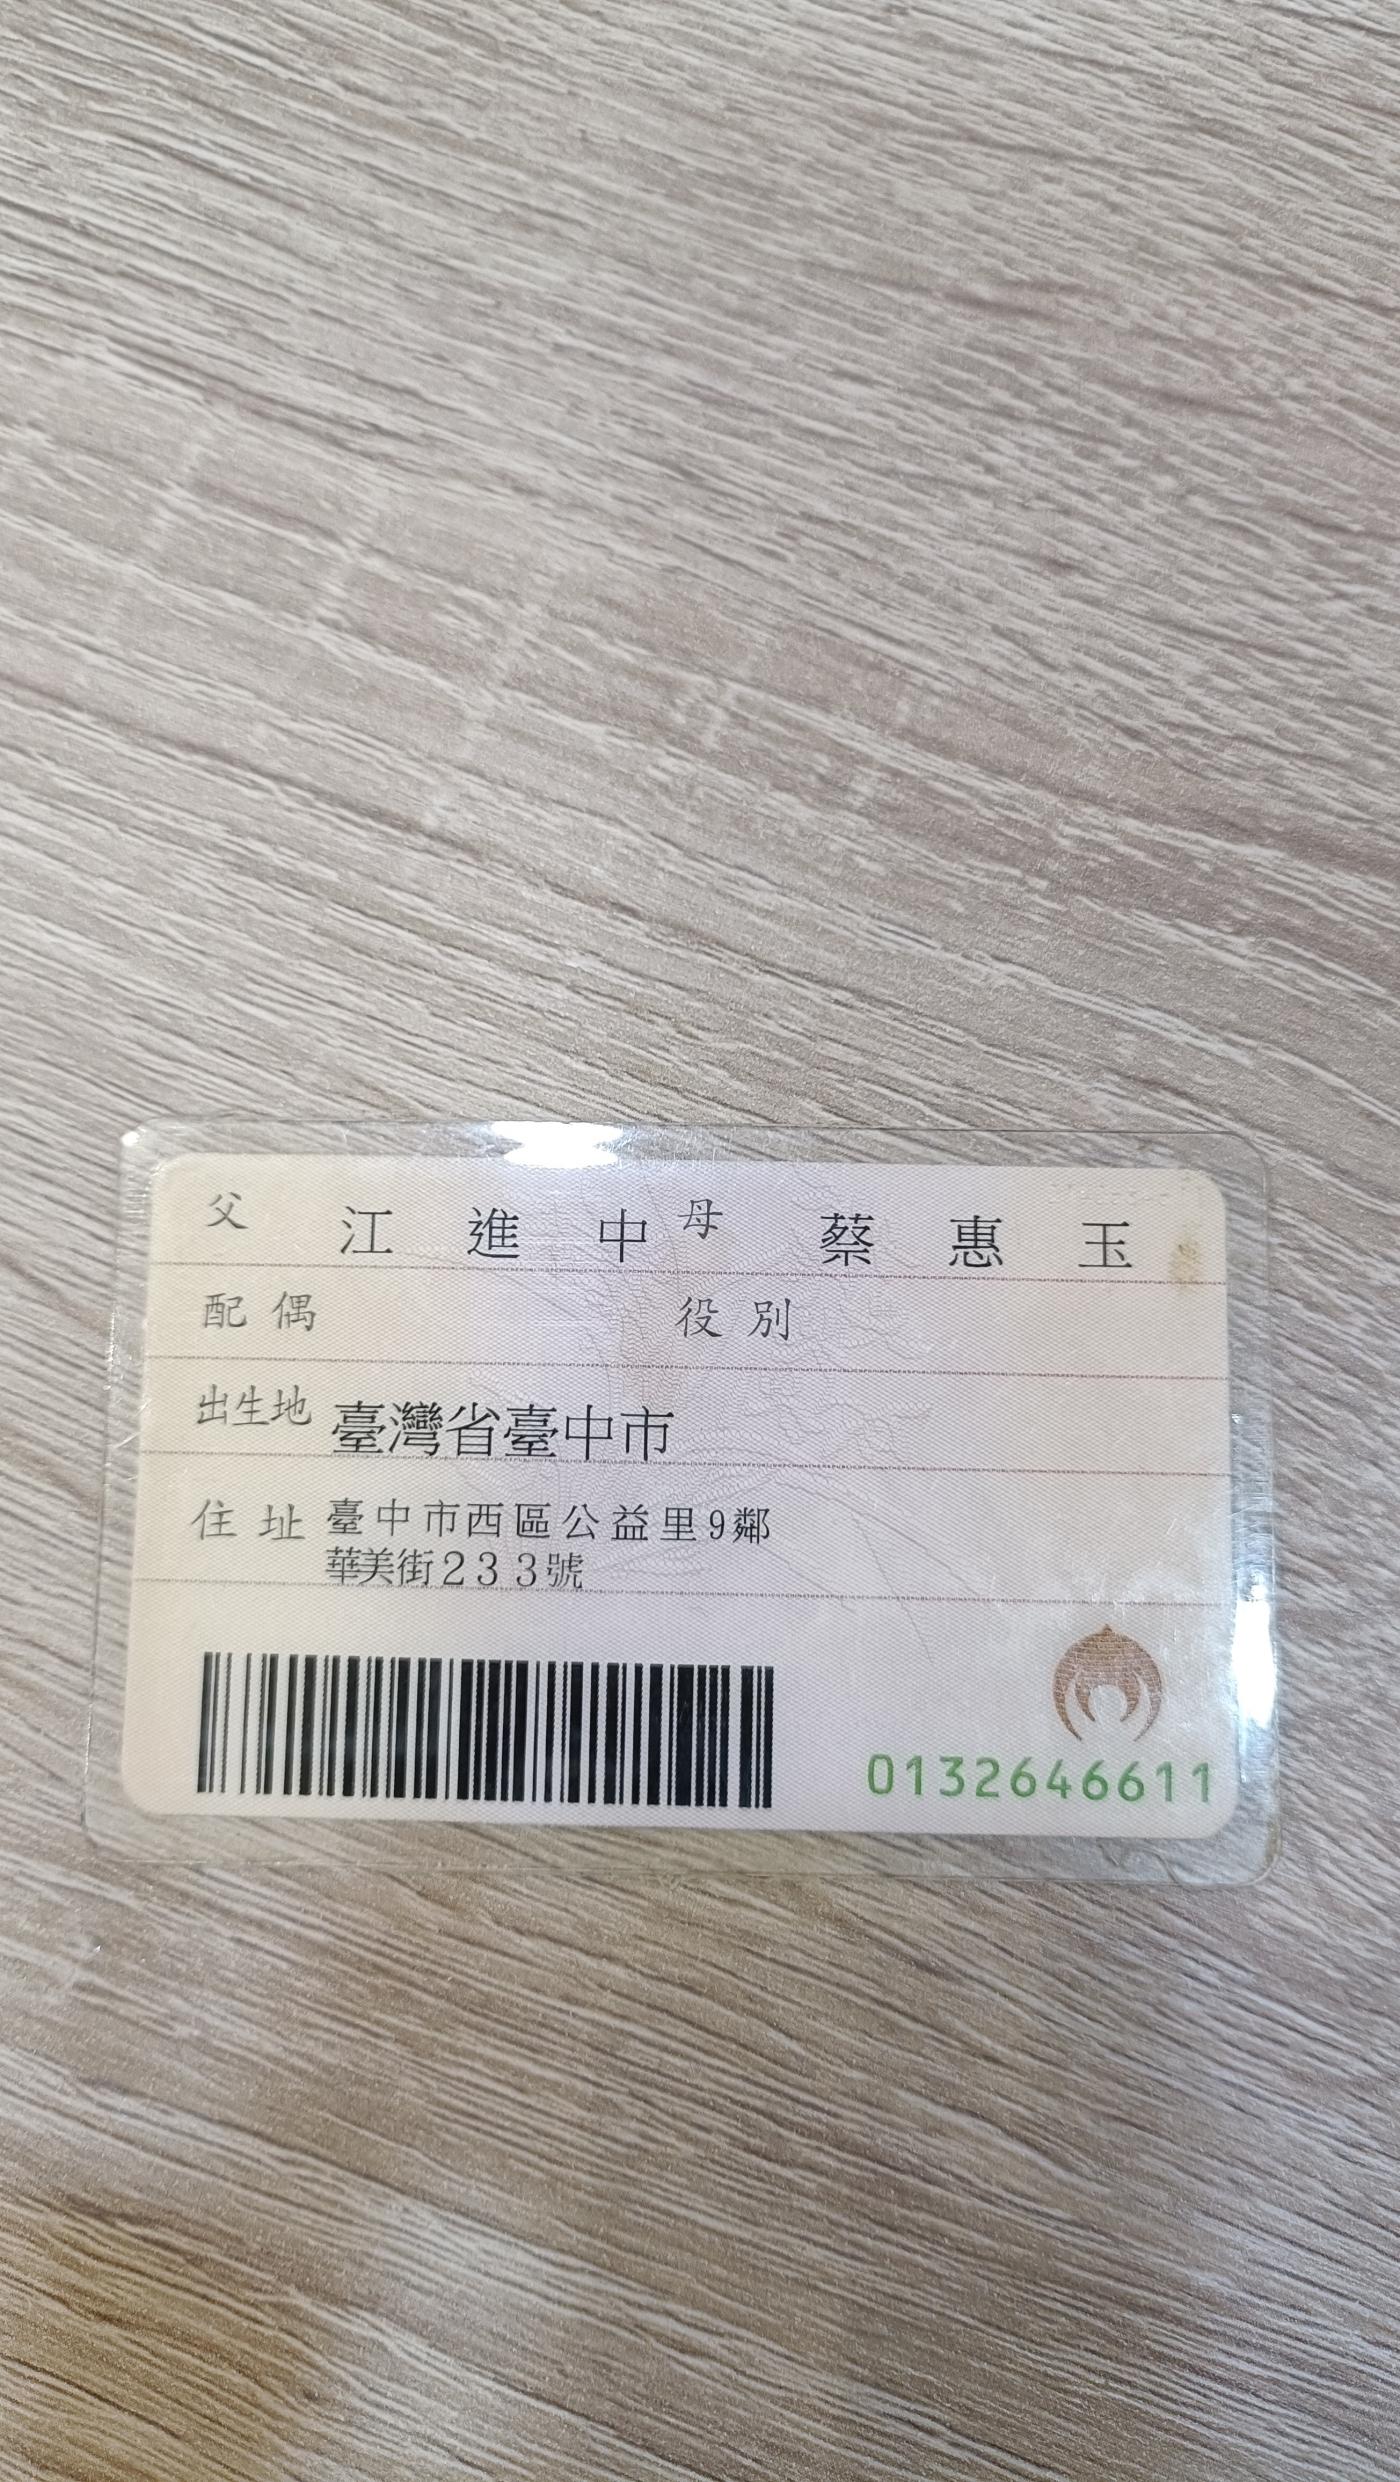 父 江進中 母 蔡惠玉
配偶 役別
出生地 臺灣省臺中市
住址 臺中市西區公益里9鄰
華美街233號
0132646611